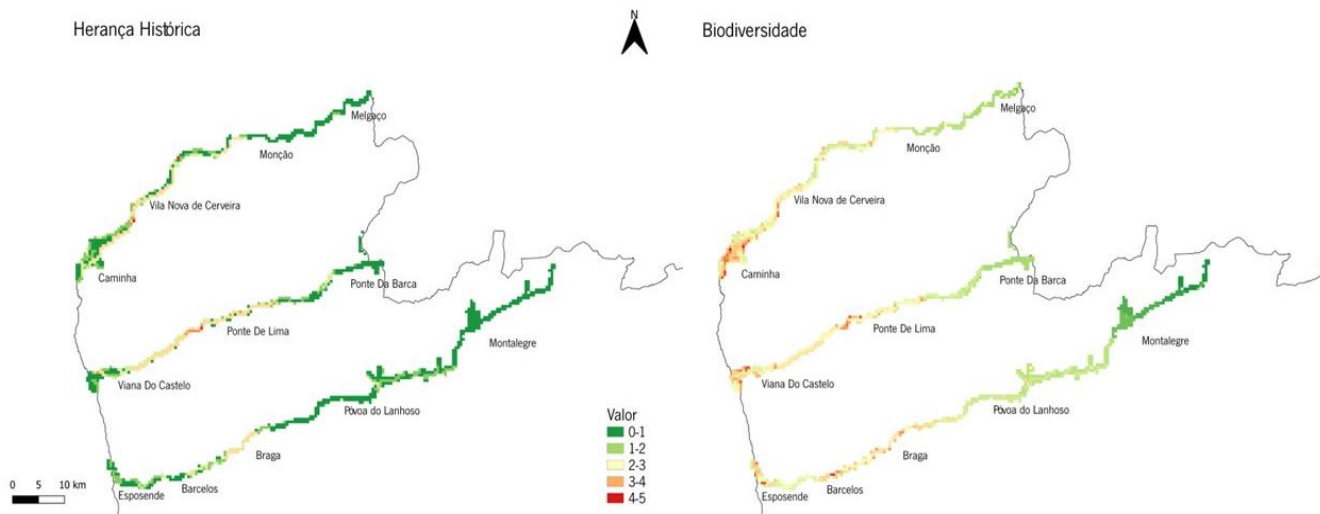 Herança Histórica
N
Biodiversidade
Melgaço
Monção
Vila Nova de Cerveira
Caminha
Ponte Da Barca
Ponte De Lima
Montalegre
Viana Do Castelo
Póvoa do Lanhoso
Braga
Barcelos
Esposende
0 5 10 km
Valor
0-1
1-2
2-3
3-4
4-5
Melgaço
Monção
Vila Nova de Cerveira
Caminha
Ponte Da Barca
Ponte De Lima
Montalegre
Viana Do Castelo
Póvoa do Lanhoso
Braga
Barcelos
Esposende